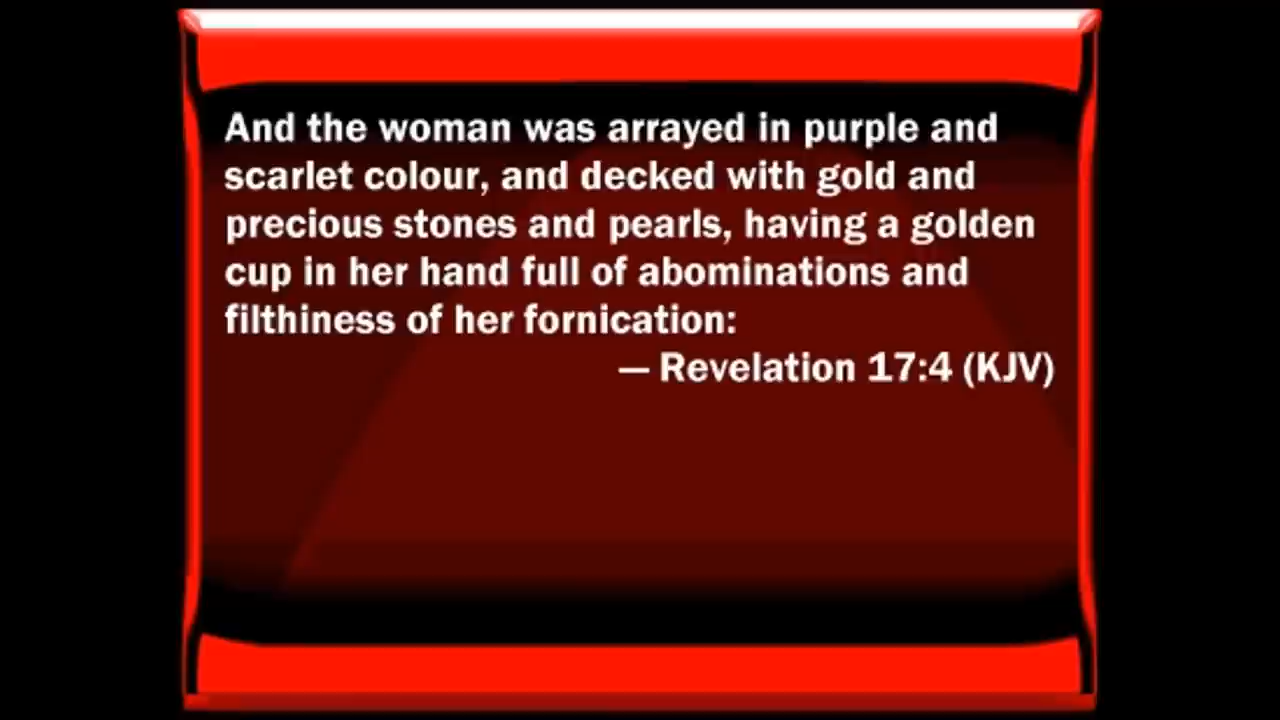 And the woman was arrayed in purple and
scarlet colour, and decked with gold and
precious stones and pearls, having a golden
cup in her hand full of abominations and
filthiness of her fornication:
— Revelation 17:4 (KJV)